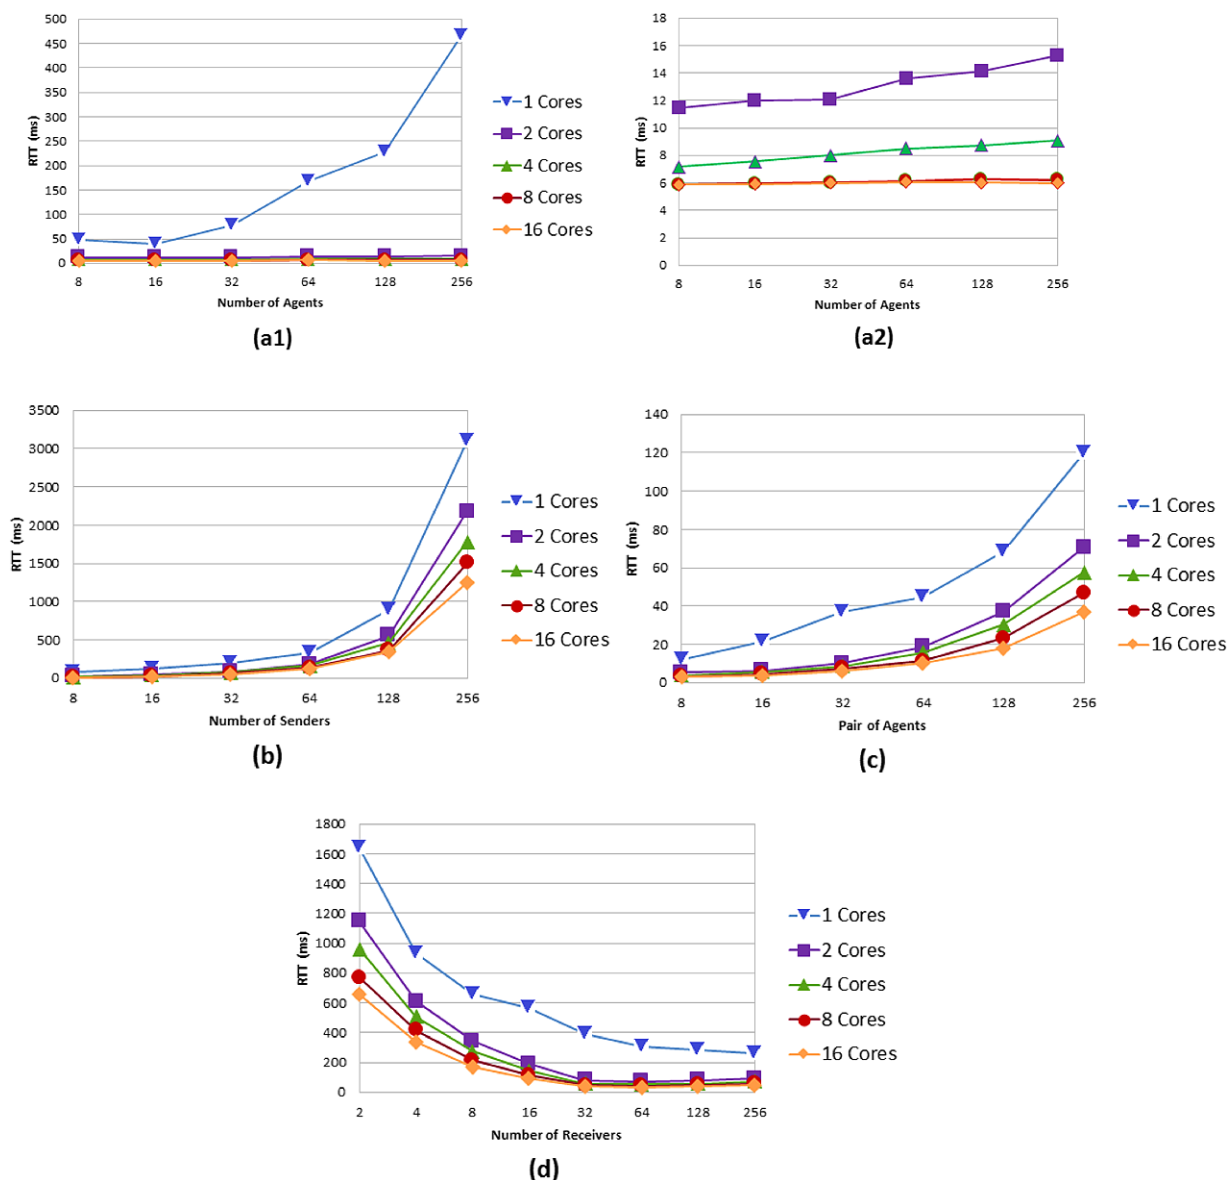 500
450
400
350
300
250
200
150
100
50
0
RTT (ms)
8 16 32 64 128 256
Number of Agents
1 Cores
2 Cores
4 Cores
8 Cores
16 Cores
(a1)
18
16
14
12
10
8
6
4
2
0
RTT (ms)
8 16 32 64 128 256
Number of Agents
(a2)
3500
3000
2500
2000
1500
1000
500
0
RTT (ms)
8 16 32 64 128 256
Number of Senders
1 Cores
2 Cores
4 Cores
8 Cores
16 Cores
(b)
140
120
100
80
60
40
20
0
RTT (ms)
8 16 32 64 128 256
Pair of Agents
1 Cores
2 Cores
4 Cores
8 Cores
16 Cores
(c)
1800
1600
1400
1200
1000
800
600
400
200
0
RTT (ms)
2 4 8 16 32 64 128 256
Number of Receivers
1 Cores
2 Cores
4 Cores
8 Cores
16 Cores
(d)